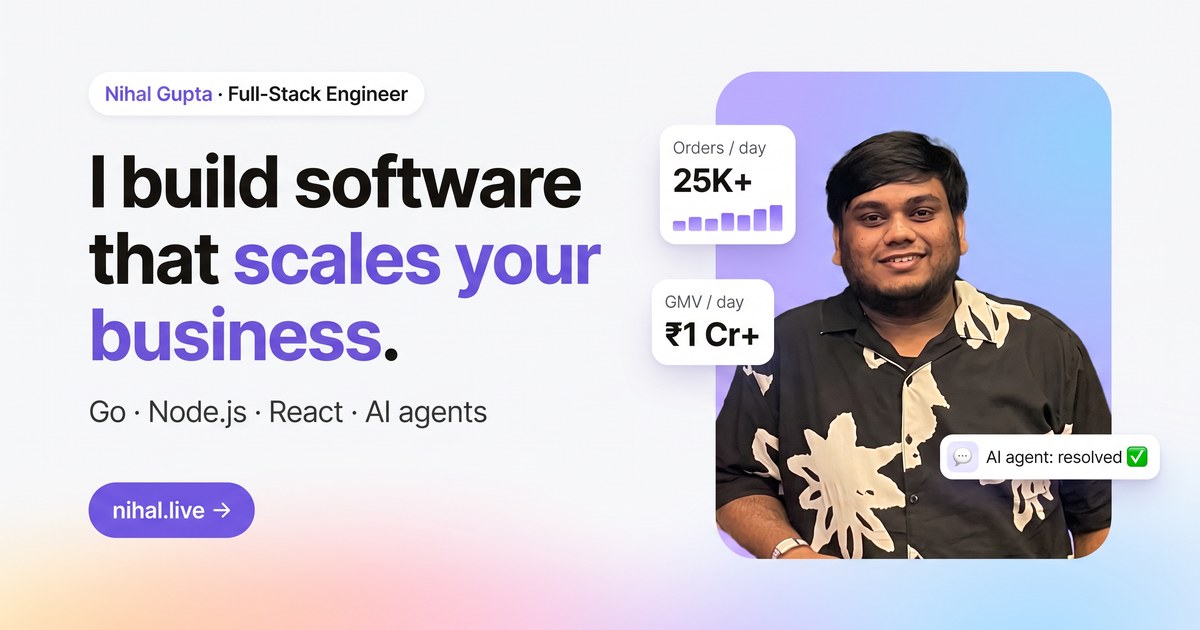 Nihal Gupta · Full-Stack Engineer
I build software
that scales your
business.
Go · Node.js · React · AI agents
nihal.live →
Orders / day
25K+
GMV / day
₹1 Cr+
AI agent: resolved ✅